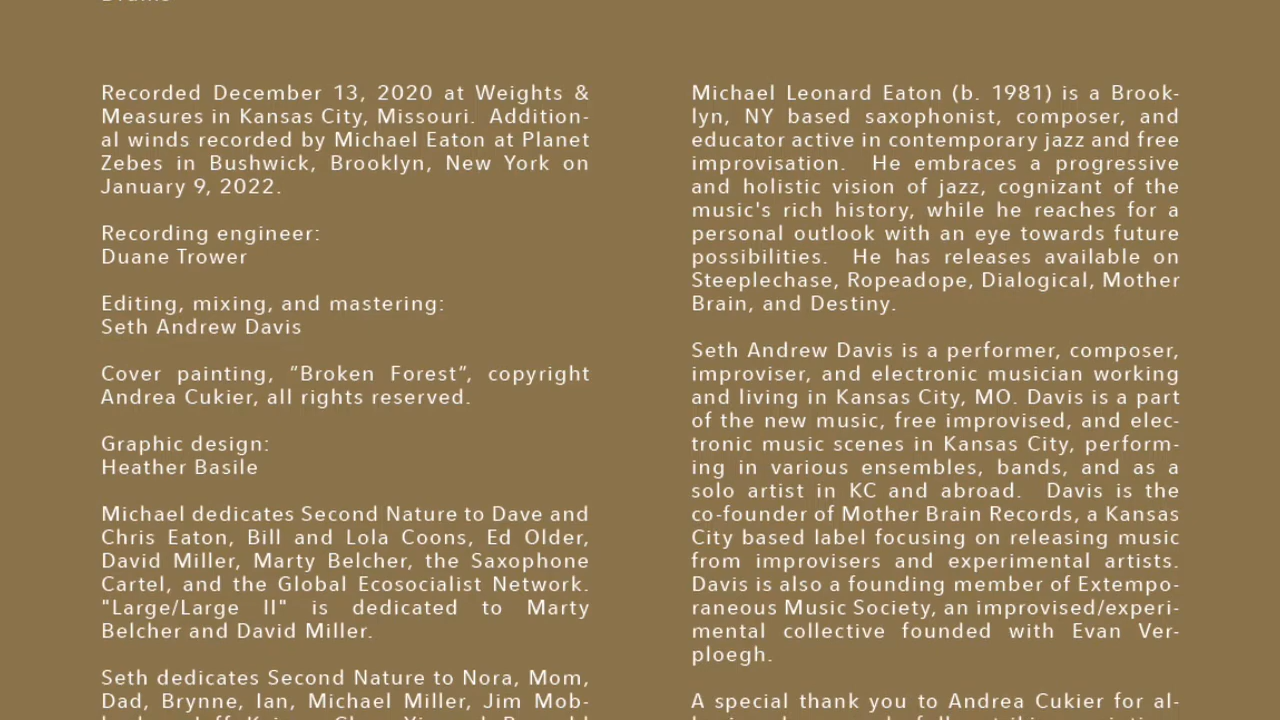 Recorded December 13, 2020 at Weights &
Measures in Kansas City, Missouri.  Addition-
al winds recorded by Michael Eaton at Planet
Zebes in Bushwick, Brooklyn, New York on
January 9, 2022.
Recording engineer:
Duane Trower
Editing, mixing, and mastering:
Seth Andrew Davis
Cover painting, “Broken Forest”, copyright
Andrea Cukier, all rights reserved.
Graphic design:
Heather Basile
Michael dedicates Second Nature to Dave and
Chris Eaton, Bill and Lola Coons, Ed Older,
David Miller, Marty Belcher, the Saxophone
Cartel, and the Global Ecosocialist Network.
"Large/Large II" is dedicated to Marty
Belcher and David Miller.
Seth dedicates Second Nature to Nora, Mom,
Dad, Brynne, Ian, Michael Miller, Jim Mob-
Michael Leonard Eaton (b. 1981) is a Brook-
lyn, NY based saxophonist, composer, and
educator active in contemporary jazz and free
improvisation.  He embraces a progressive
and holistic vision of jazz, cognizant of the
music's rich history, while he reaches for a
personal outlook with an eye towards future
possibilities.  He has releases available on
Steeplechase, Ropeadope, Dialogical, Mother
Brain, and Destiny.
Seth Andrew Davis is a performer, composer,
improviser, and electronic musician working
and living in Kansas City, MO. Davis is a part
of the new music, free improvised, and elec-
tronic music scenes in Kansas City, perform-
ing in various ensembles, bands, and as a
solo artist in KC and abroad.  Davis is the
co-founder of Mother Brain Records, a Kansas
City based label focusing on releasing music
from improvisers and experimental artists.
Davis is also a founding member of Extempo-
raneous Music Society, an improvised/experi-
mental collective founded with Evan Ver-
ploegh.
A special thank you to Andrea Cukier for al-